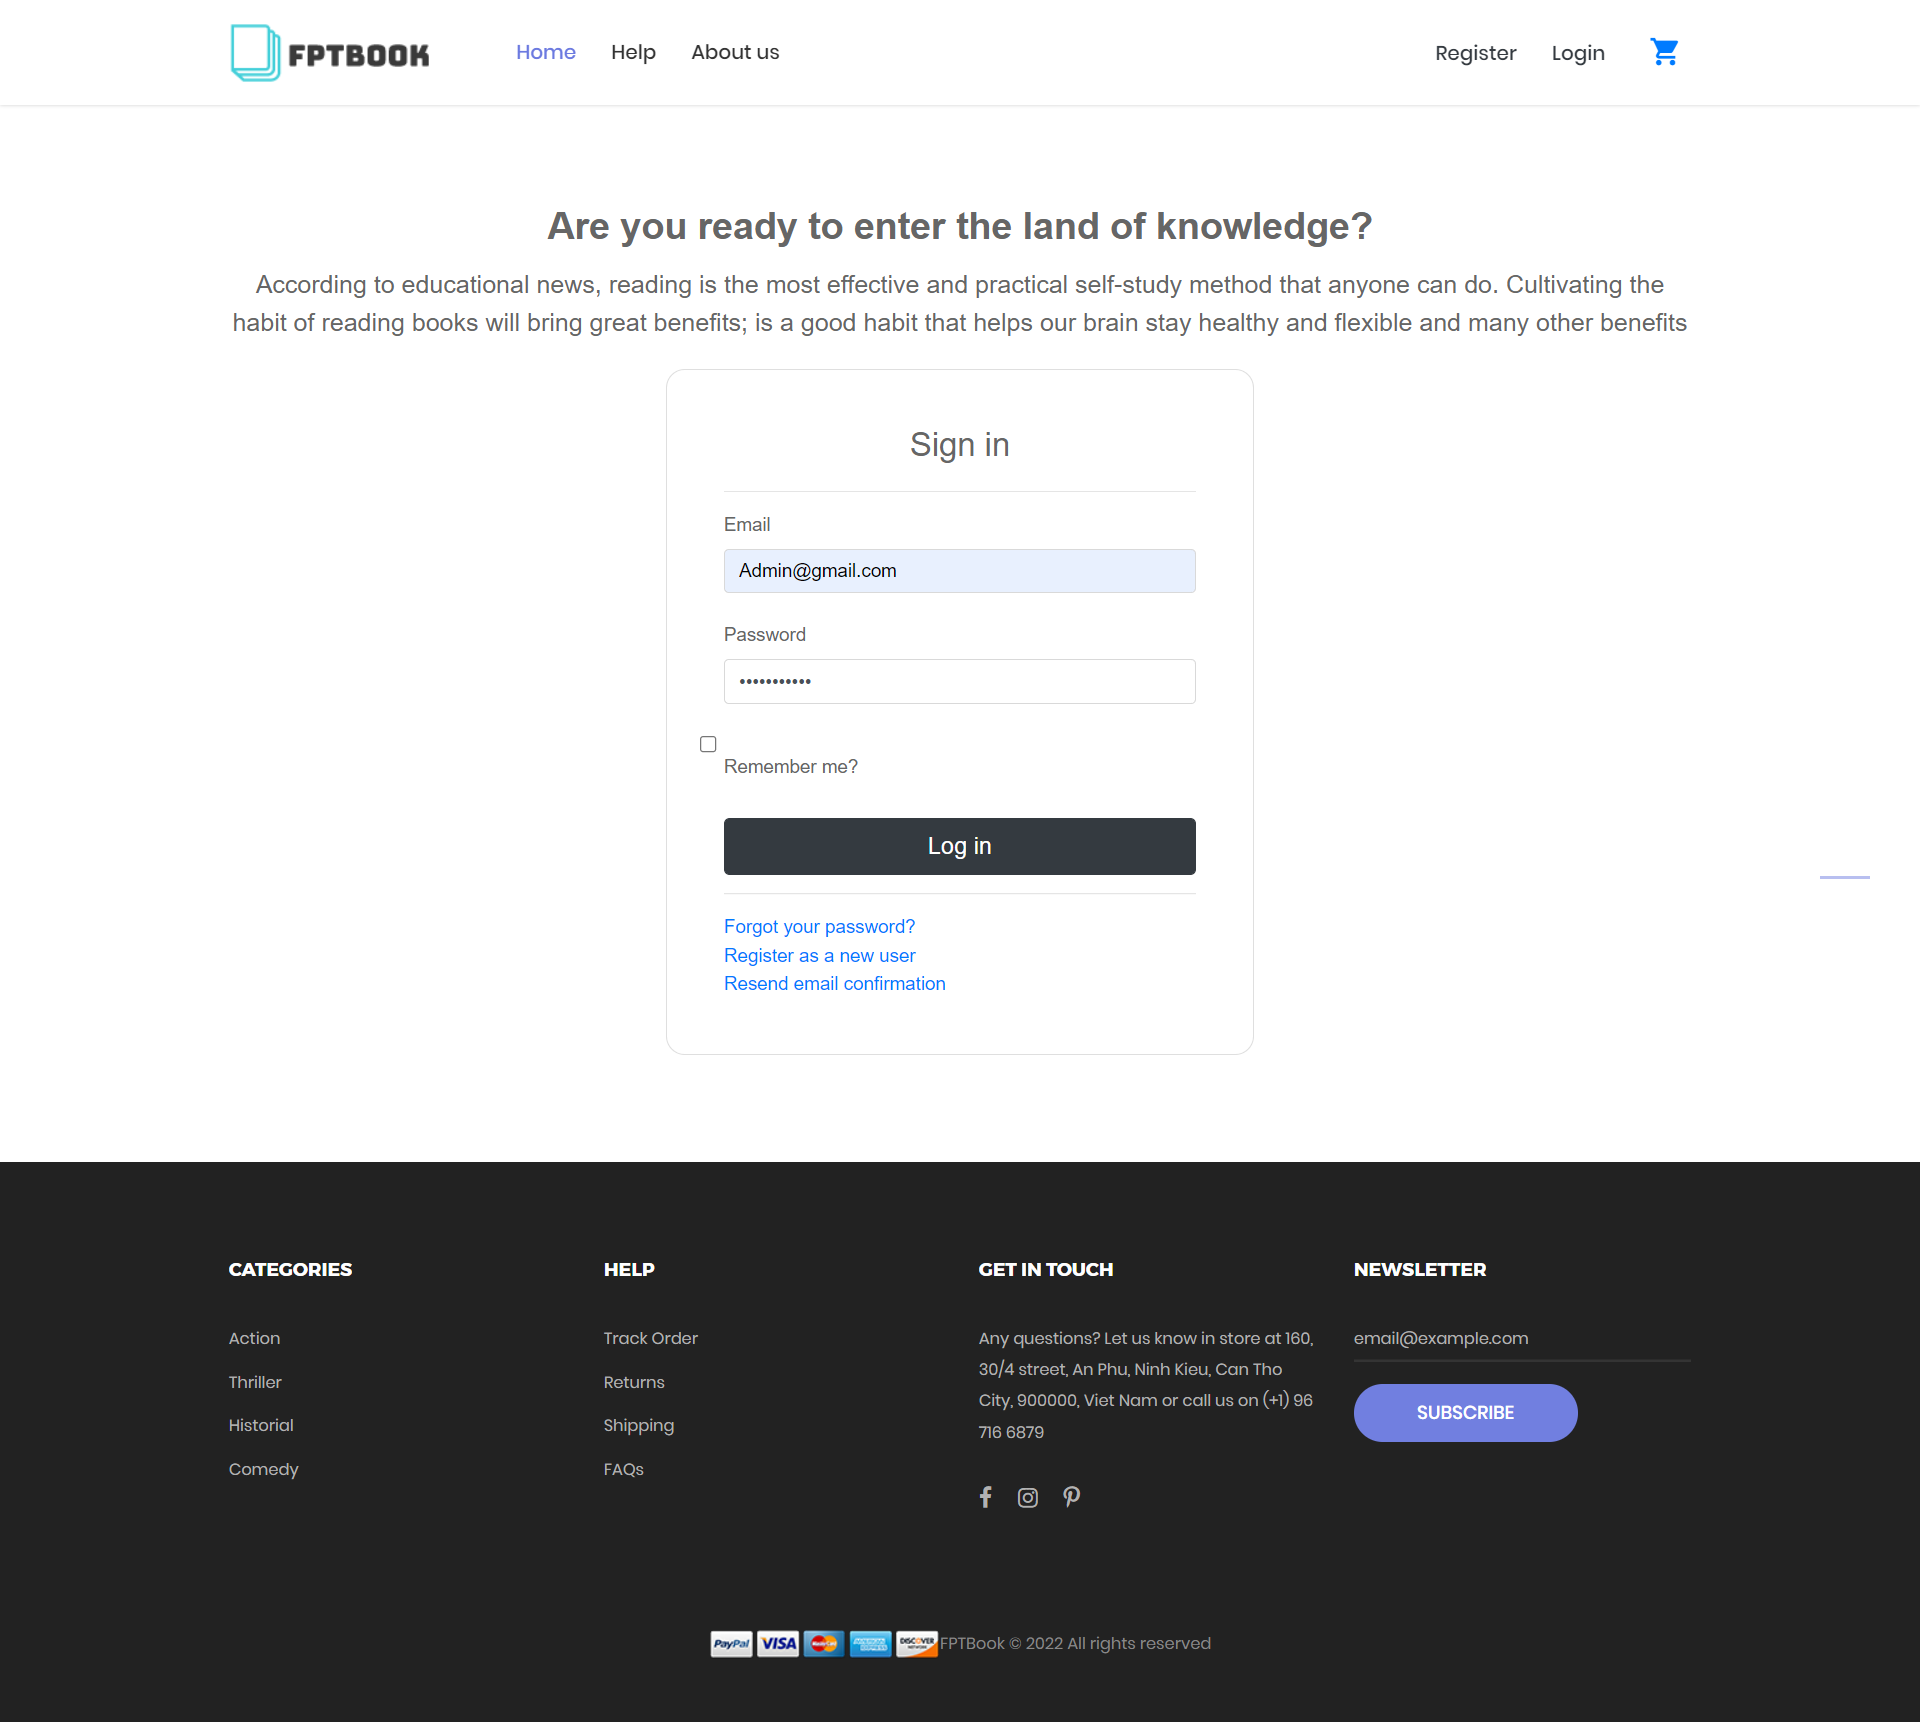 FPTBOOK
Home Help About us
Register Login
Are you ready to enter the land of knowledge?
According to educational news, reading is the most effective and practical self-study method that anyone can do. Cultivating the
habit of reading books will bring great benefits; is a good habit that helps our brain stay healthy and flexible and many other benefits
Sign in
Email
Admin@gmail.com
Password
•••••••••••
Remember me?
Log in
Forgot your password?
Register as a new user
Resend email confirmation
CATEGORIES
Action
Thriller
Historial
Comedy
HELP
Track Order
Returns
Shipping
FAQs
GET IN TOUCH
Any questions? Let us know in store at 160,
30/4 street, An Phu, Ninh Kieu, Can Tho
City, 900000, Viet Nam or call us on (+1) 96
716 6879
NEWSLETTER
email@example.com
SUBSCRIBE
PayPal VISA MasterCard AMERICAN EXPRESS DISCOVER NETWORK FPTBook © 2022 All rights reserved